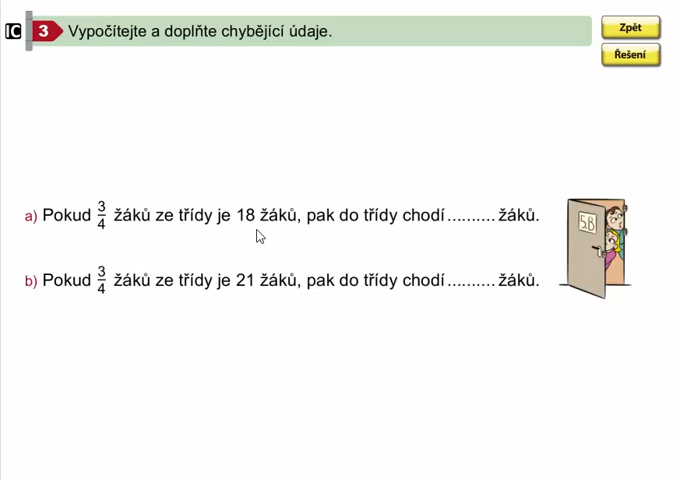 IC 3 Vypočítejte a doplňte chybějící údaje.
Zpět
Řešení
a) Pokud 3/4 žáků ze třídy je 18 žáků, pak do třídy chodí.......... žáků.
5.B
b) Pokud 3/4 žáků ze třídy je 21 žáků, pak do třídy chodí.......... žáků.